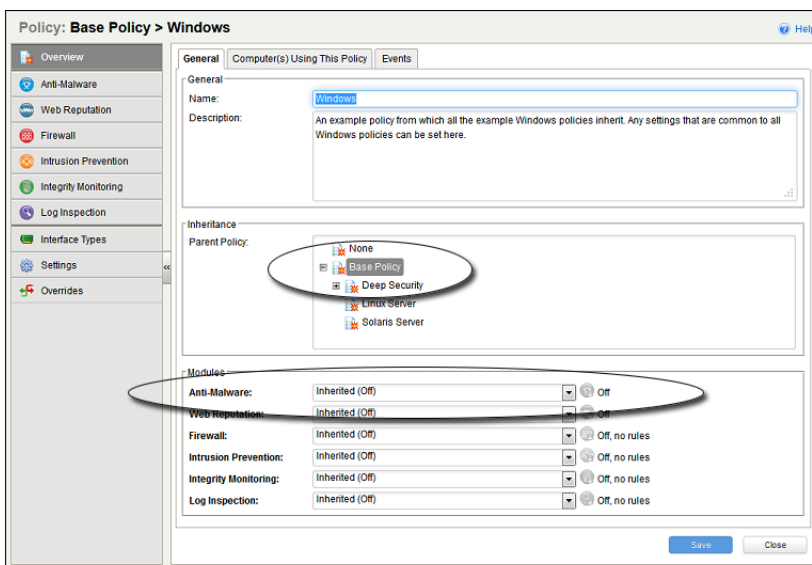 Policy: Base Policy > Windows
Help
Overview
Anti-Malware
Web Reputation
Firewall
Intrusion Prevention
Integrity Monitoring
Log Inspection
Interface Types
Settings
Overrides
«
General Computer(s) Using This Policy Events
General
Name: Windows
Description: An example policy from which all the example Windows policies inherit. Any settings that are common to all
Windows policies can be set here.
Inheritance
Parent Policy:
None
Base Policy
Deep Security
Linux Server
Solaris Server
Modules
Anti-Malware: Inherited (Off) Off
Web Reputation: Inherited (Off) Off
Firewall: Inherited (Off) Off, no rules
Intrusion Prevention: Inherited (Off) Off, no rules
Integrity Monitoring: Inherited (Off) Off, no rules
Log Inspection: Inherited (Off) Off, no rules
Save Close